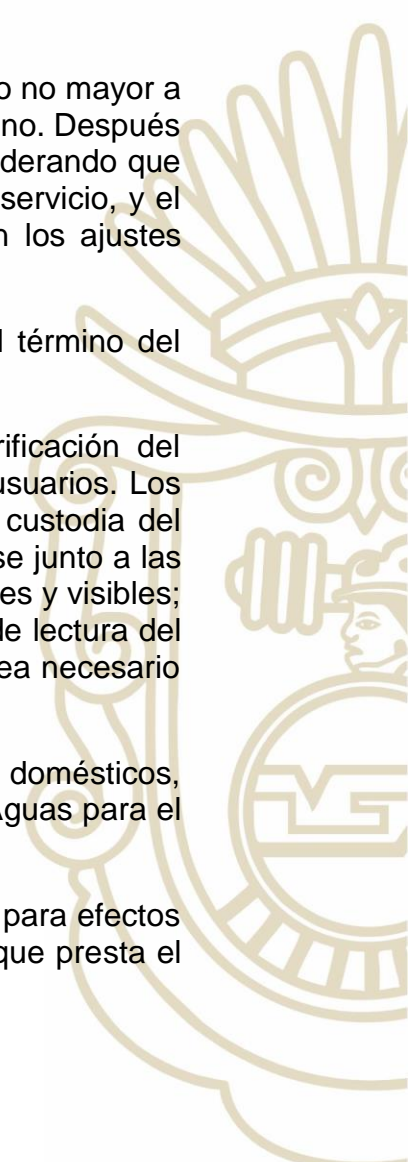 o no mayor a
no. Después
derando que
servicio, y el
los ajustes
término del
rificación del
usuarios. Los
custodia del
se junto a las
es y visibles;
de lectura del
ea necesario
domésticos,
Aguas para el
para efectos
que presta el